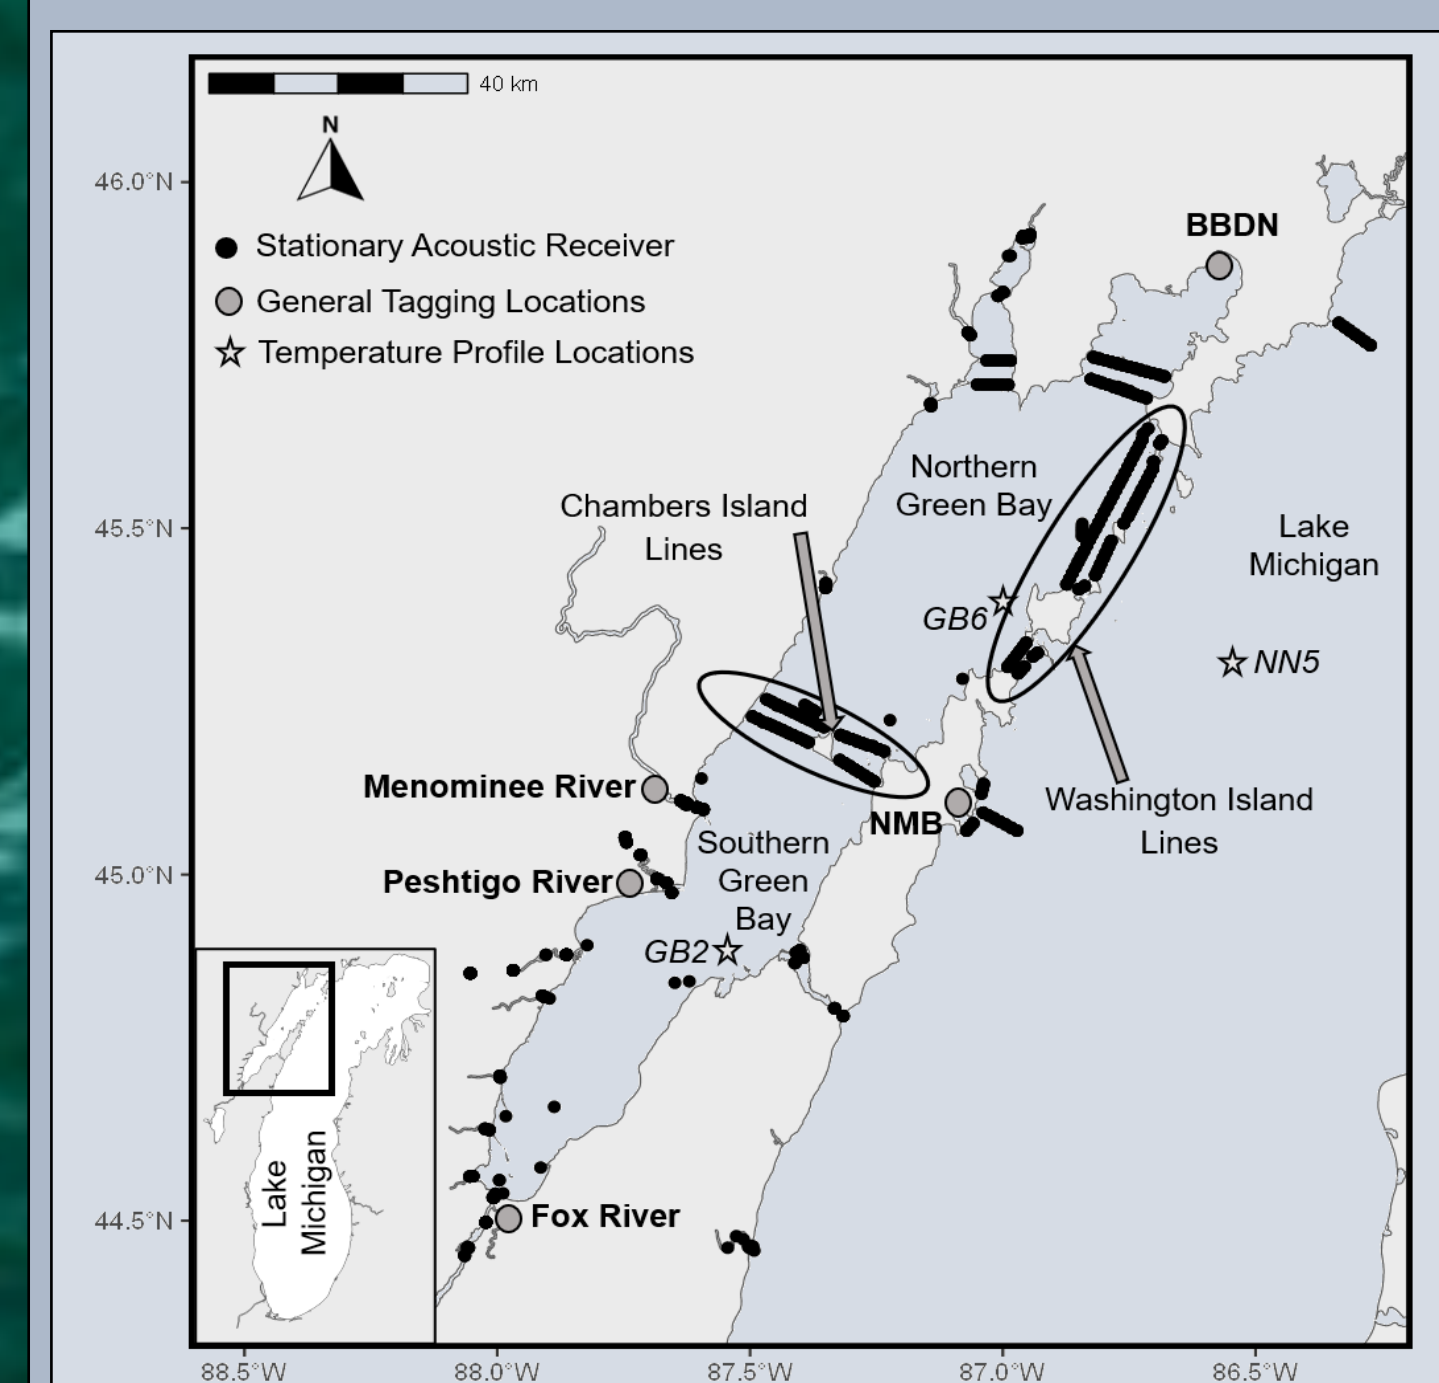 40 km
N
Stationary Acoustic Receiver
General Tagging Locations
Temperature Profile Locations
46.0°N
45.5°N
45.0°N
44.5°N
BBDN
Northern
Green Bay
Chambers Island
Lines
Lake
Michigan
GB6
NN5
Menominee River
Washington Island
Lines
NMB
Southern
Green
Bay
Peshtigo River
GB2
Fox River
Lake
Michigan
88.5°W
88.0°W
87.5°W
87.0°W
86.5°W